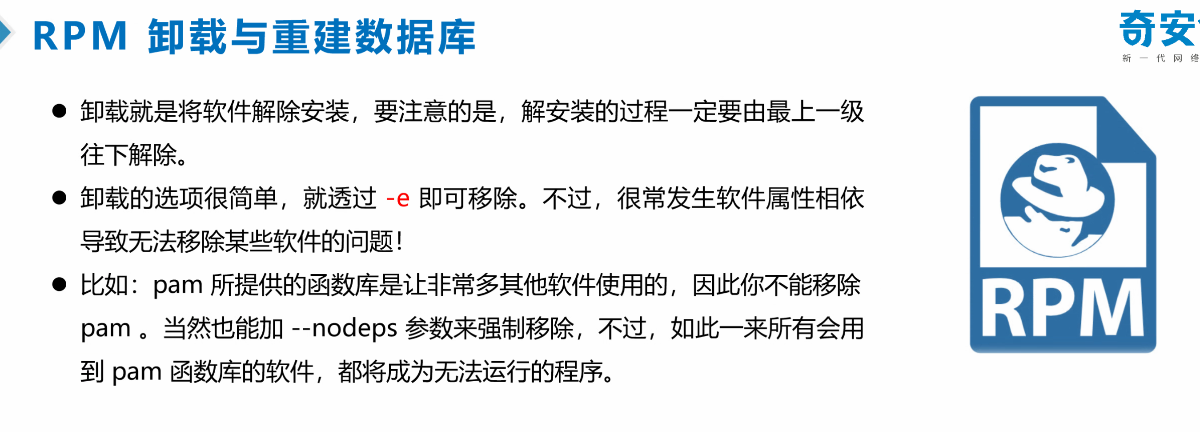 RPM 卸载与重建数据库
奇安
新一代网络
● 卸载就是将软件解除安装，要注意的是，解安装的过程一定要由最上一级
往下解除。
● 卸载的选项很简单，就透过 -e 即可移除。不过，很常发生软件属性相依
导致无法移除某些软件的问题！
● 比如：pam 所提供的函数库是让非常多其他软件使用的，因此你不能移除
pam 。当然也能加 --nodeps 参数来强制移除，不过，如此一来所有会用
到 pam 函数库的软件，都将成为无法运行的程序。
RPM